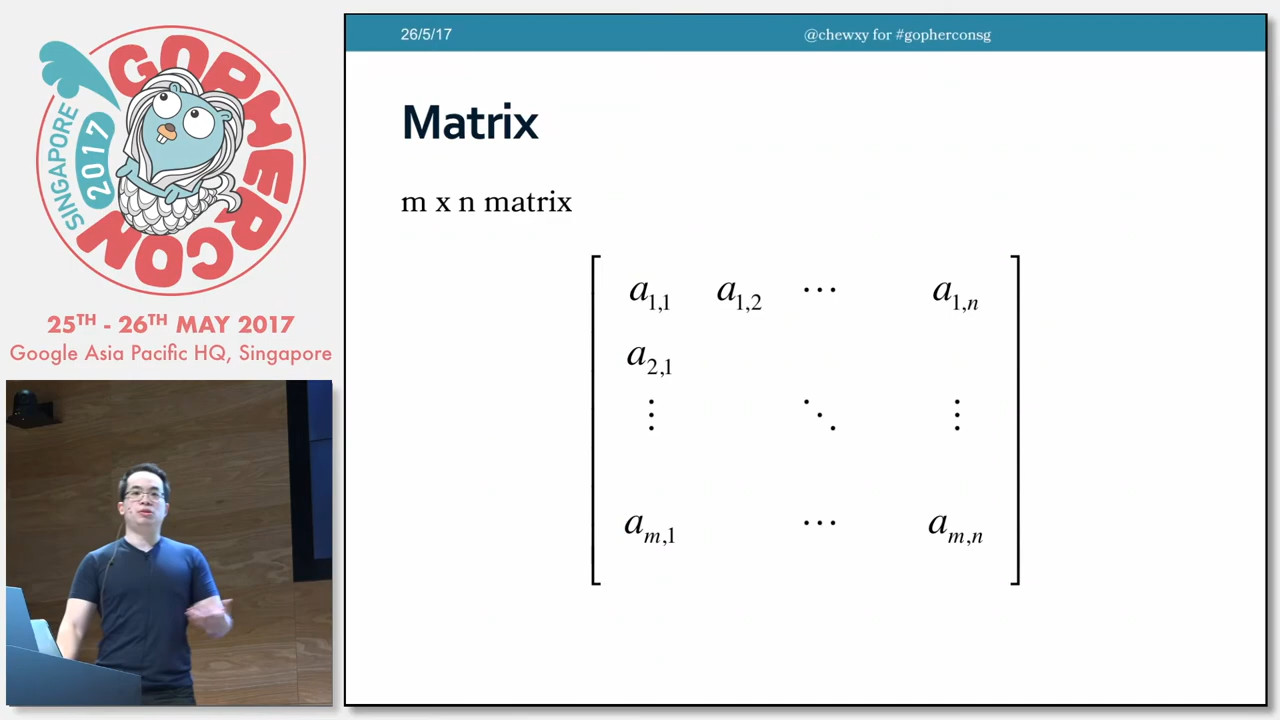 GOPHERCON
SINGAPORE
2017
25TH - 26TH MAY 2017
Google Asia Pacific HQ, Singapore
26/5/17
@chewxy for #gopherconsg
Matrix
m x n matrix
a1,1 a1,2 ⋯ a1,n
a2,1
⋮ ⋱ ⋮
am,1 ⋯ am,n